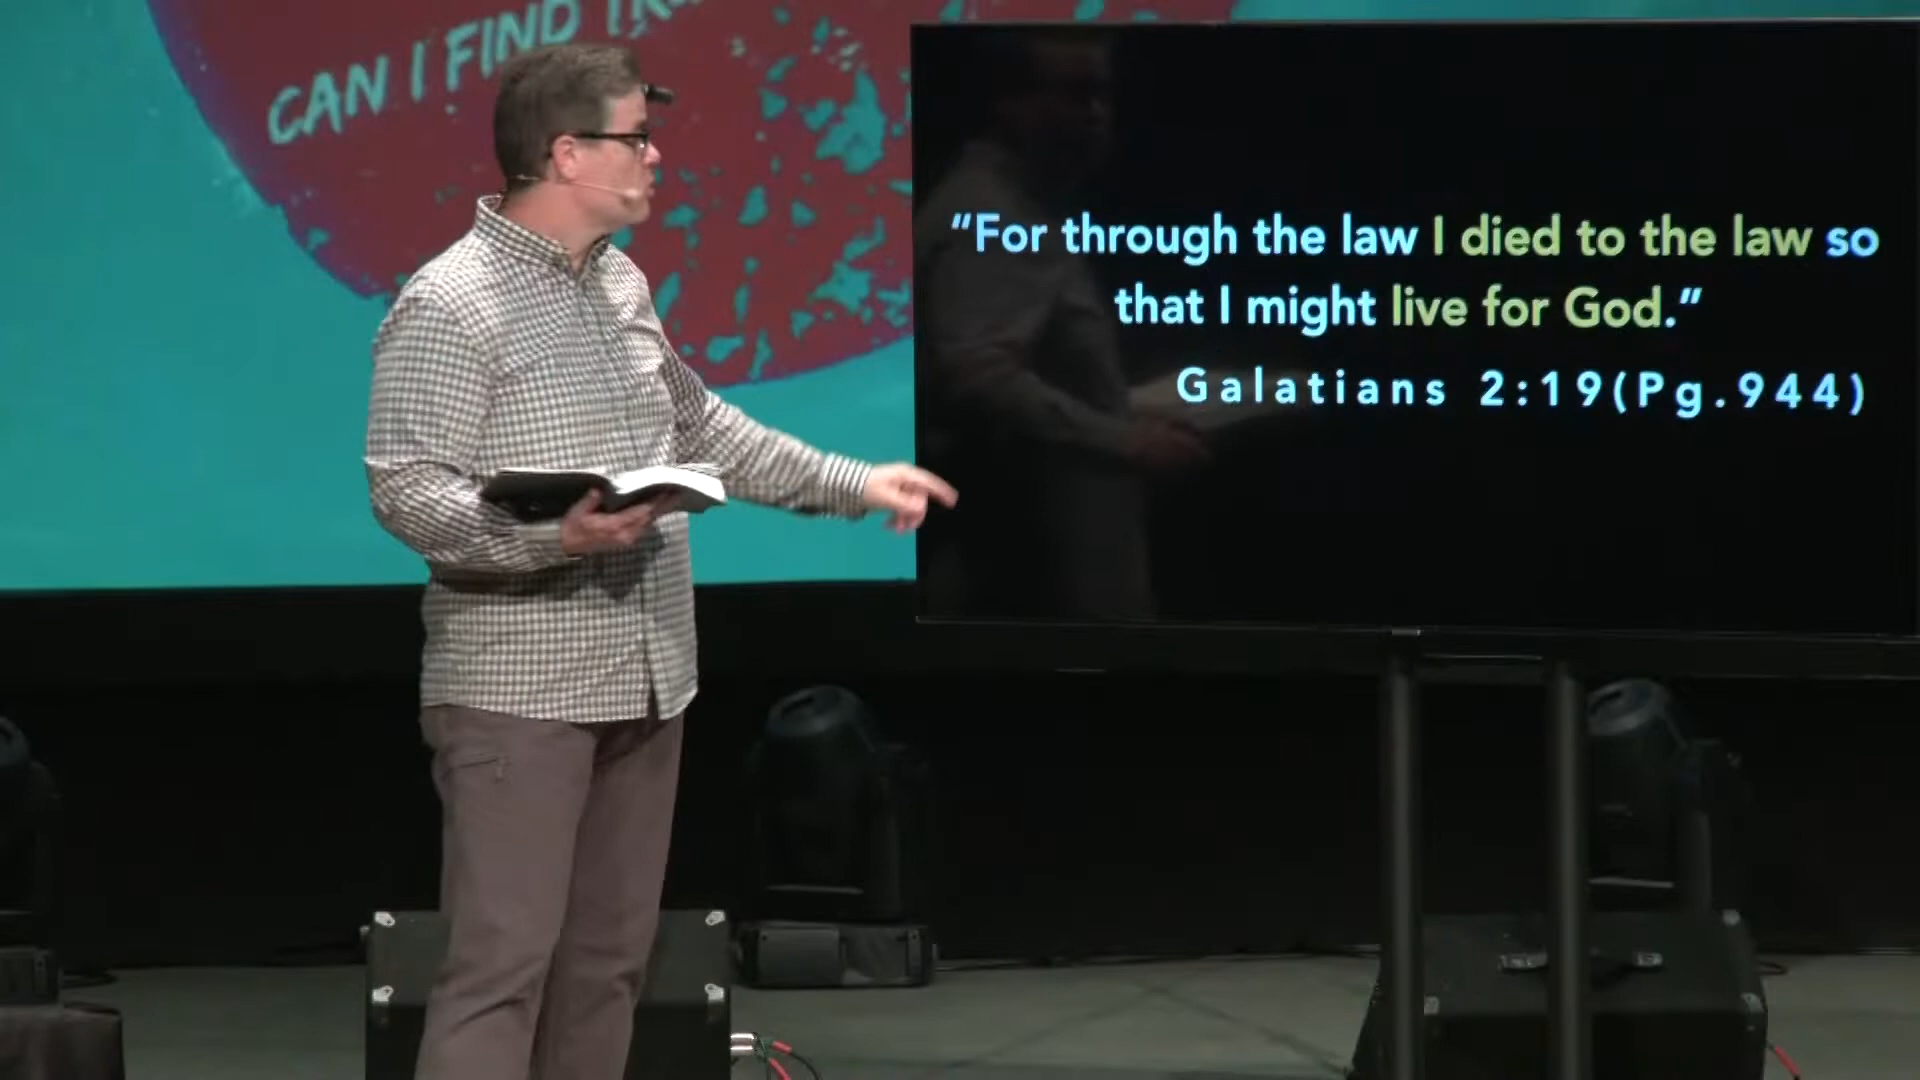 CAN I FIND
“For through the law I died to the law so
that I might live for God.”
Galatians 2:19(Pg.944)